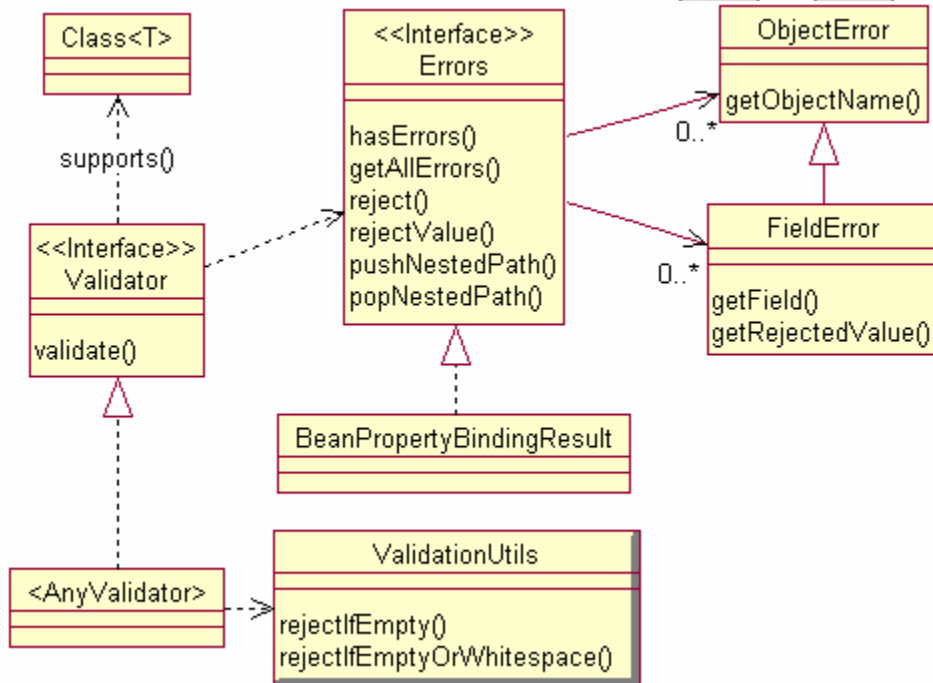 Class<T>
supports()
<<Interface>>
Validator
validate()
<<Interface>>
Errors
hasErrors()
getAllErrors()
reject()
rejectValue()
pushNestedPath()
popNestedPath()
ObjectError
getObjectName()
0..*
FieldError
0..*
getField()
getRejectedValue()
BeanPropertyBindingResult
<AnyValidator>
ValidationUtils
rejectIfEmpty()
rejectIfEmptyOrWhitespace()